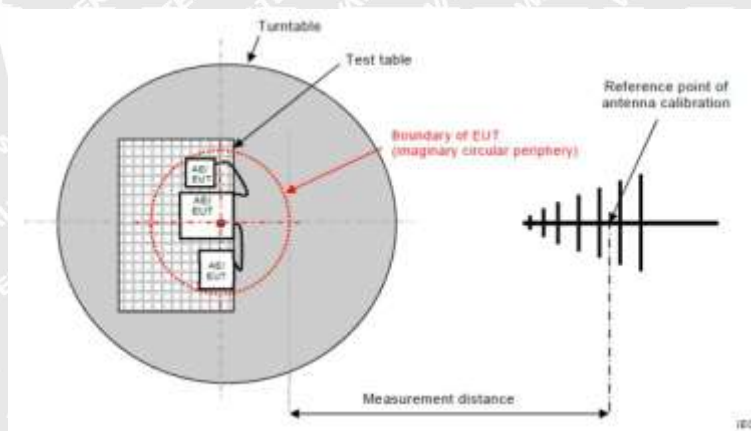 Turntable
Test table
Reference point of
antenna calibration
Boundary of EUT
(imaginary circular periphery)
AE/
EUT
AE/
EUT
AE/
EUT
Measurement distance